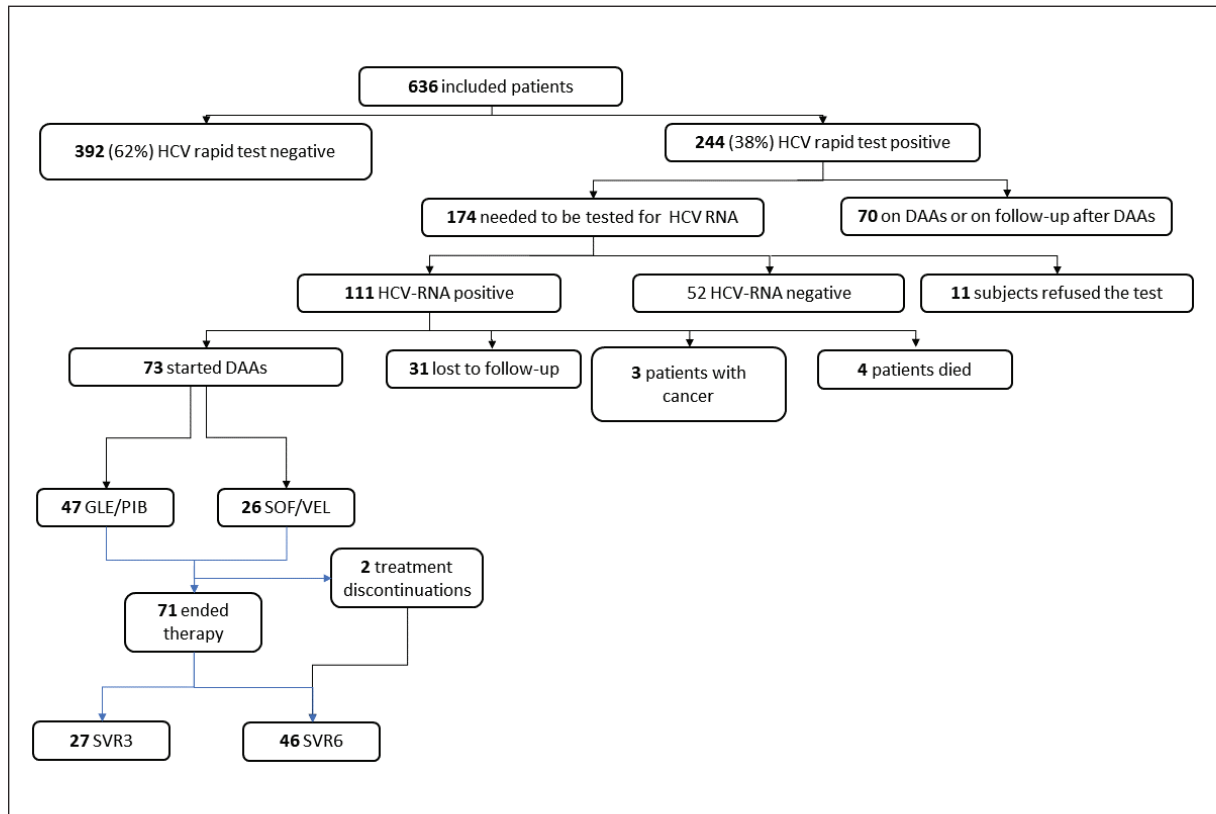 636 included patients
392 (62%) HCV rapid test negative
244 (38%) HCV rapid test positive
174 needed to be tested for HCV RNA
70 on DAAs or on follow-up after DAAs
111 HCV-RNA positive
52 HCV-RNA negative
11 subjects refused the test
73 started DAAs
31 lost to follow-up
3 patients with
cancer
4 patients died
47 GLE/PIB
26 SOF/VEL
2 treatment
discontinuations
71 ended
therapy
27 SVR3
46 SVR6